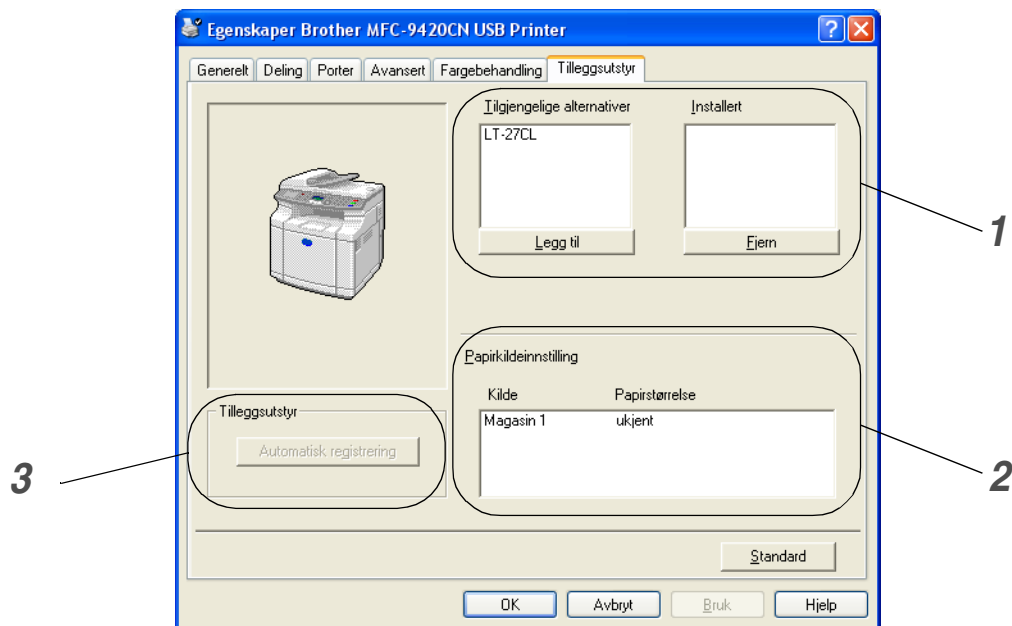 Egenskaper Brother MFC-9420CN USB Printer
Generelt Deling Porter Avansert Fargebehandling Tilleggsutstyr
Tilgjengelige alternativer Installert
LT-27CL
Legg til Fjern
1
Papirkildeinnstilling
Kilde Papirstørrelse
Magasin 1 ukjent
2
Tilleggsutstyr
Automatisk registrering
3
Standard
OK Avbryt Bruk Hjelp